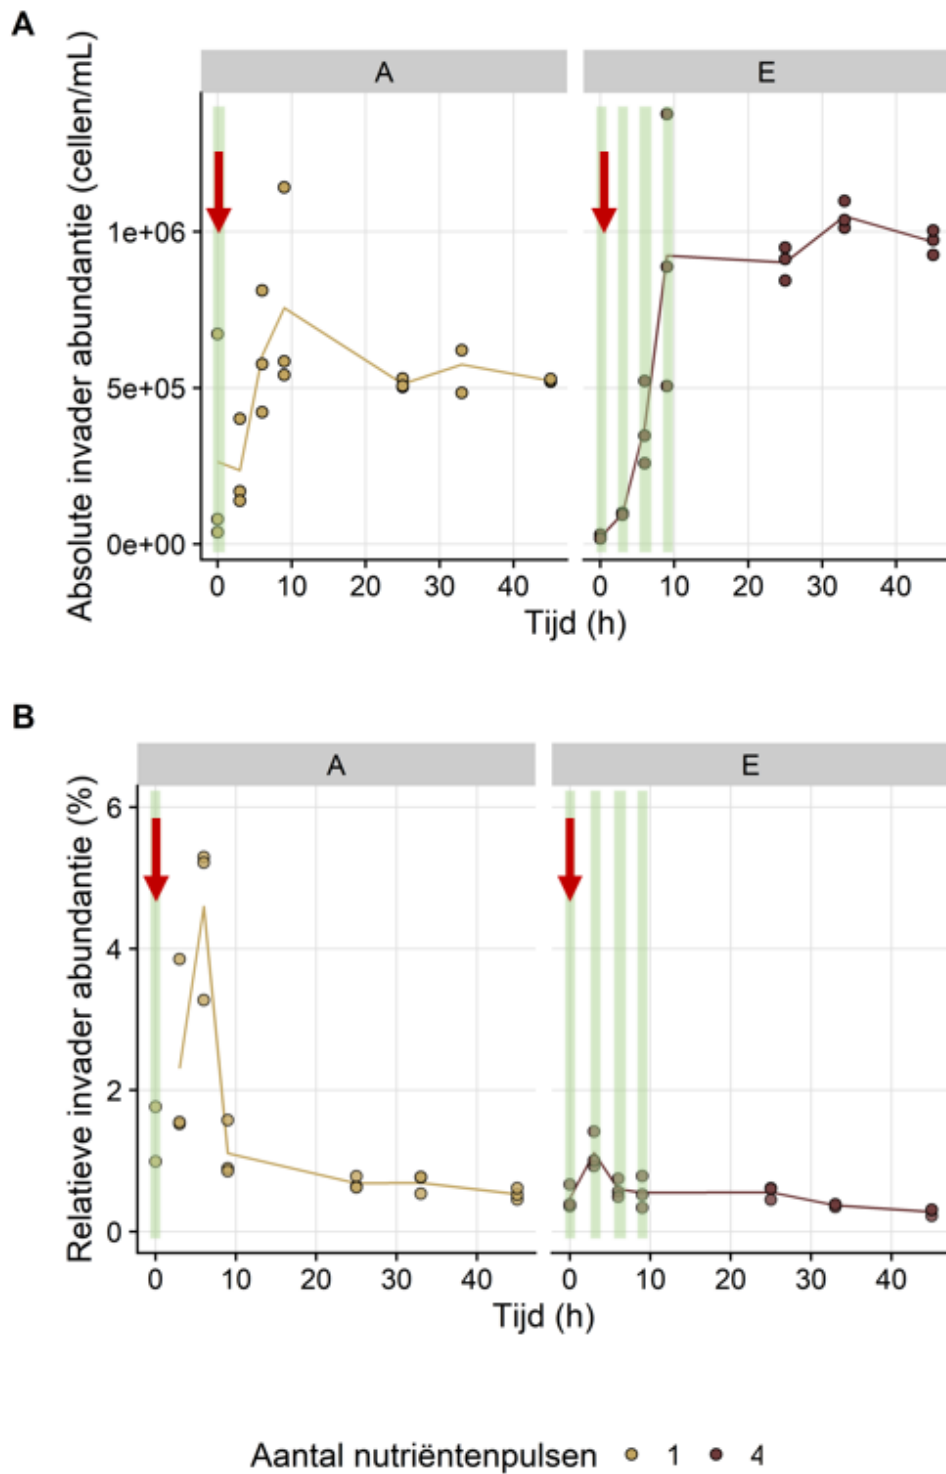 A
A E
Absolute invader abundantie (cellen/mL)
1e+06
5e+05
0e+00
0 10 20 30 40 0 10 20 30 40
Tijd (h)
B
A E
Relatieve invader abundantie (%)
6
4
2
0
0 10 20 30 40 0 10 20 30 40
Tijd (h)
Aantal nutriëntenpulsen 1 4